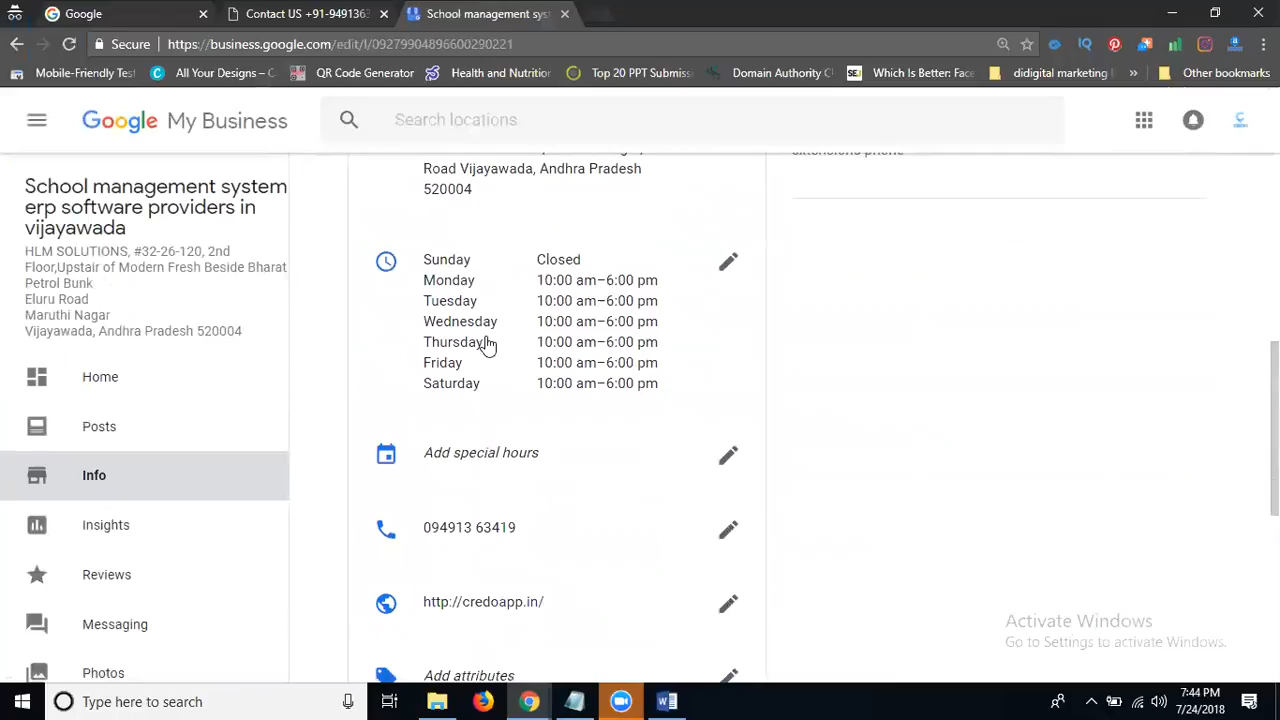 Google
Contact US +91-94913
School management sys
Secure
https://business.google.com/edit/l/09279904896600290221
Mobile-Friendly Test
All Your Designs –
QR Code Generator
Health and Nutrition
Top 20 PPT Submiss
Domain Authority C
Which Is Better: Face
didigital marketing
Other bookmarks
Google My Business
Search locations
School management system
erp software providers in
vijayawada
HLM SOLUTIONS, #32-26-120, 2nd
Floor,Upstair of Modern Fresh Beside Bharat
Petrol Bunk
Eluru Road
Maruthi Nagar
Vijayawada, Andhra Pradesh 520004
Home
Posts
Info
Insights
Reviews
Messaging
Photos
Road Vijayawada, Andhra Pradesh
520004
Sunday Closed
Monday 10:00 am–6:00 pm
Tuesday 10:00 am–6:00 pm
Wednesday 10:00 am–6:00 pm
Thursday 10:00 am–6:00 pm
Friday 10:00 am–6:00 pm
Saturday 10:00 am–6:00 pm
Add special hours
094913 63419
http://credoapp.in/
Add attributes
extensions phone
Activate Windows
Go to Settings to activate Windows.
Type here to search
7:44 PM
7/24/2018